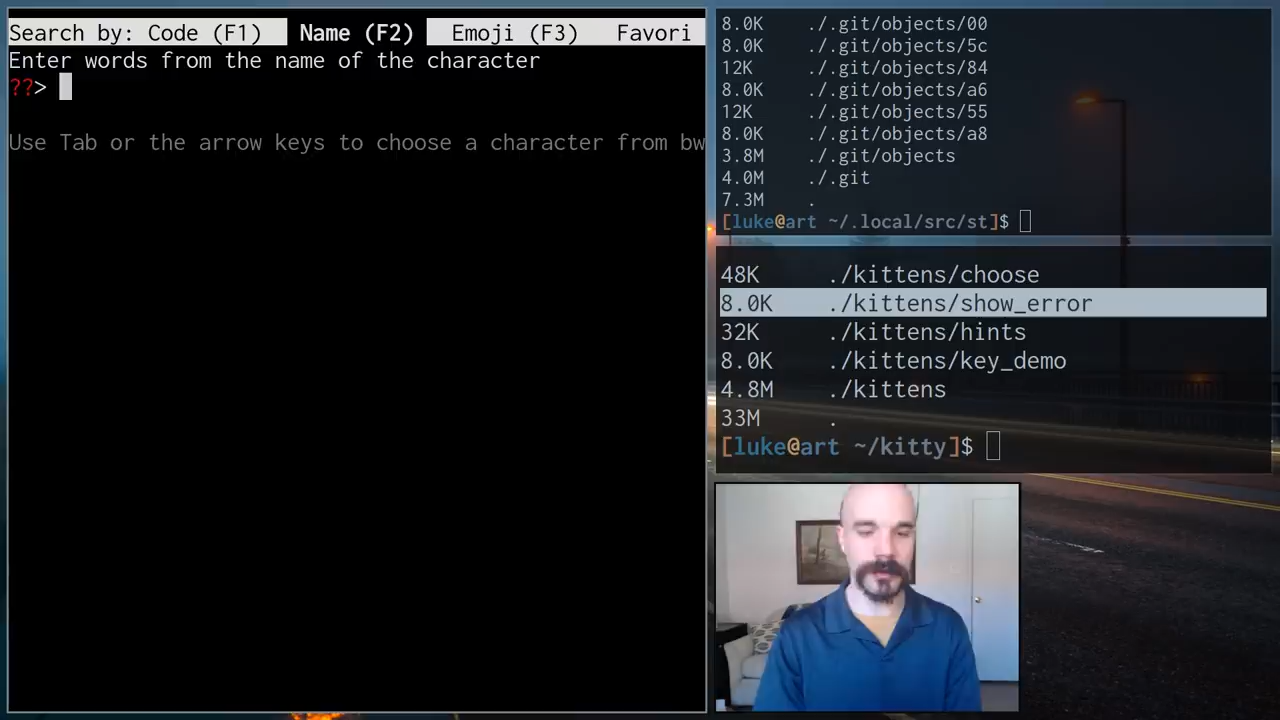 Search by: Code (F1) Name (F2) Emoji (F3) Favori
Enter words from the name of the character
??>
Use Tab or the arrow keys to choose a character from bw
8.0K ./.git/objects/00
8.0K ./.git/objects/5c
12K ./.git/objects/84
8.0K ./.git/objects/a6
12K ./.git/objects/55
8.0K ./.git/objects/a8
3.8M ./.git/objects
4.0M ./.git
7.3M .
[luke@art ~/.local/src/st]$
48K ./kittens/choose
8.0K ./kittens/show_error
32K ./kittens/hints
8.0K ./kittens/key_demo
4.8M ./kittens
33M .
[luke@art ~/kitty]$